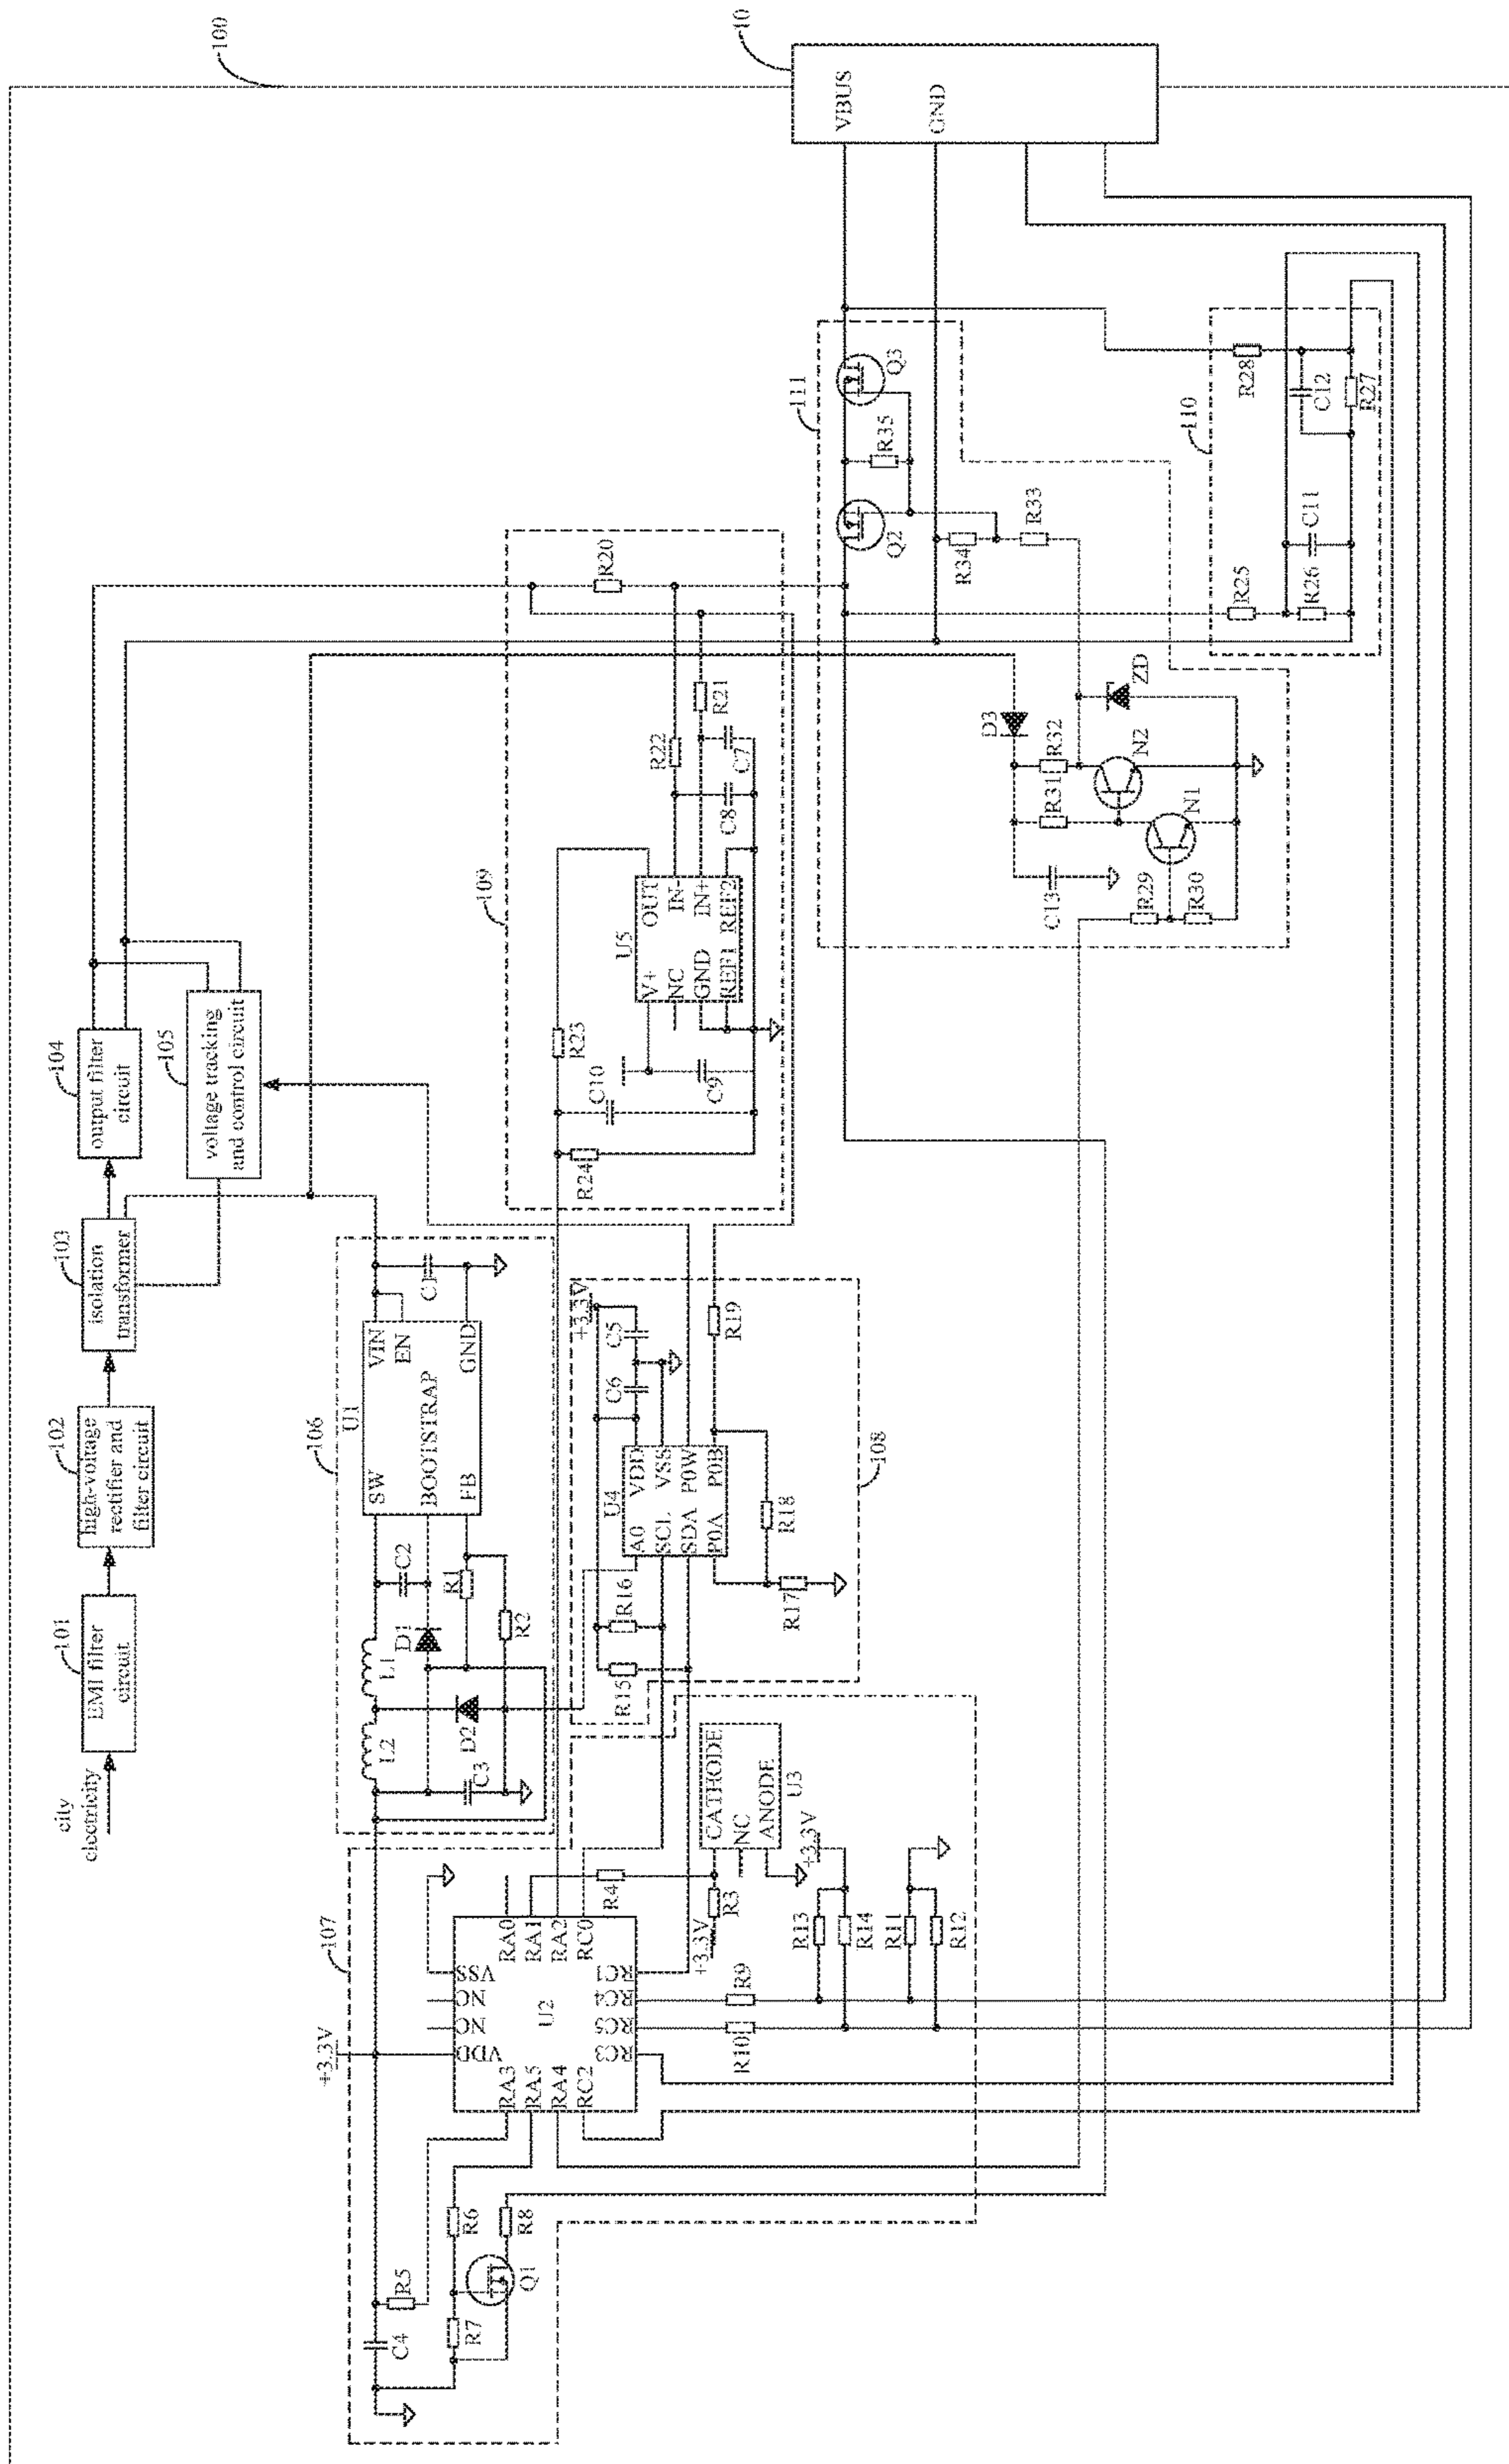 100
10
VBUS
GND
city
electricity
101
EMI filter
circuit
102
high-voltage
rectifier and
filter circuit
103
isolation
transformer
104
output filter
circuit
105
voltage tracking
and control circuit
106
U1
SW
BOOTSTRAP
FB
VIN
EN
GND
L2
L1
C2
D1
R1
D2
C3
R2
C1
107
+3.3V
VDD
NC
NC
VSS
RA3
RA5
RA4
RC2
U2
RA0
RA1
RA2
RC0
RC3
RC5
RC4
RC1
C4
R5
R6
R7
R8
Q1
R4
R3
+3.3V
CATHODE
NC
ANODE
U3
+3.3V
R9
R10
R13
R14
R11
R12
108
+3.3V
C5
C6
U4
A0
SCL
SDA
P0A
VDD
VSS
P0W
P0B
R15
R16
R17
R18
R19
109
R20
R21
R22
R23
R24
C10
C9
C8
C7
U5
V+
NC
GND
REF1
OUT
IN-
IN+
REF2
111
Q2
Q3
R35
R34
R33
D3
R32
R31
C13
R29
R30
N1
N2
ZD
110
R25
R26
C11
R28
C12
R27